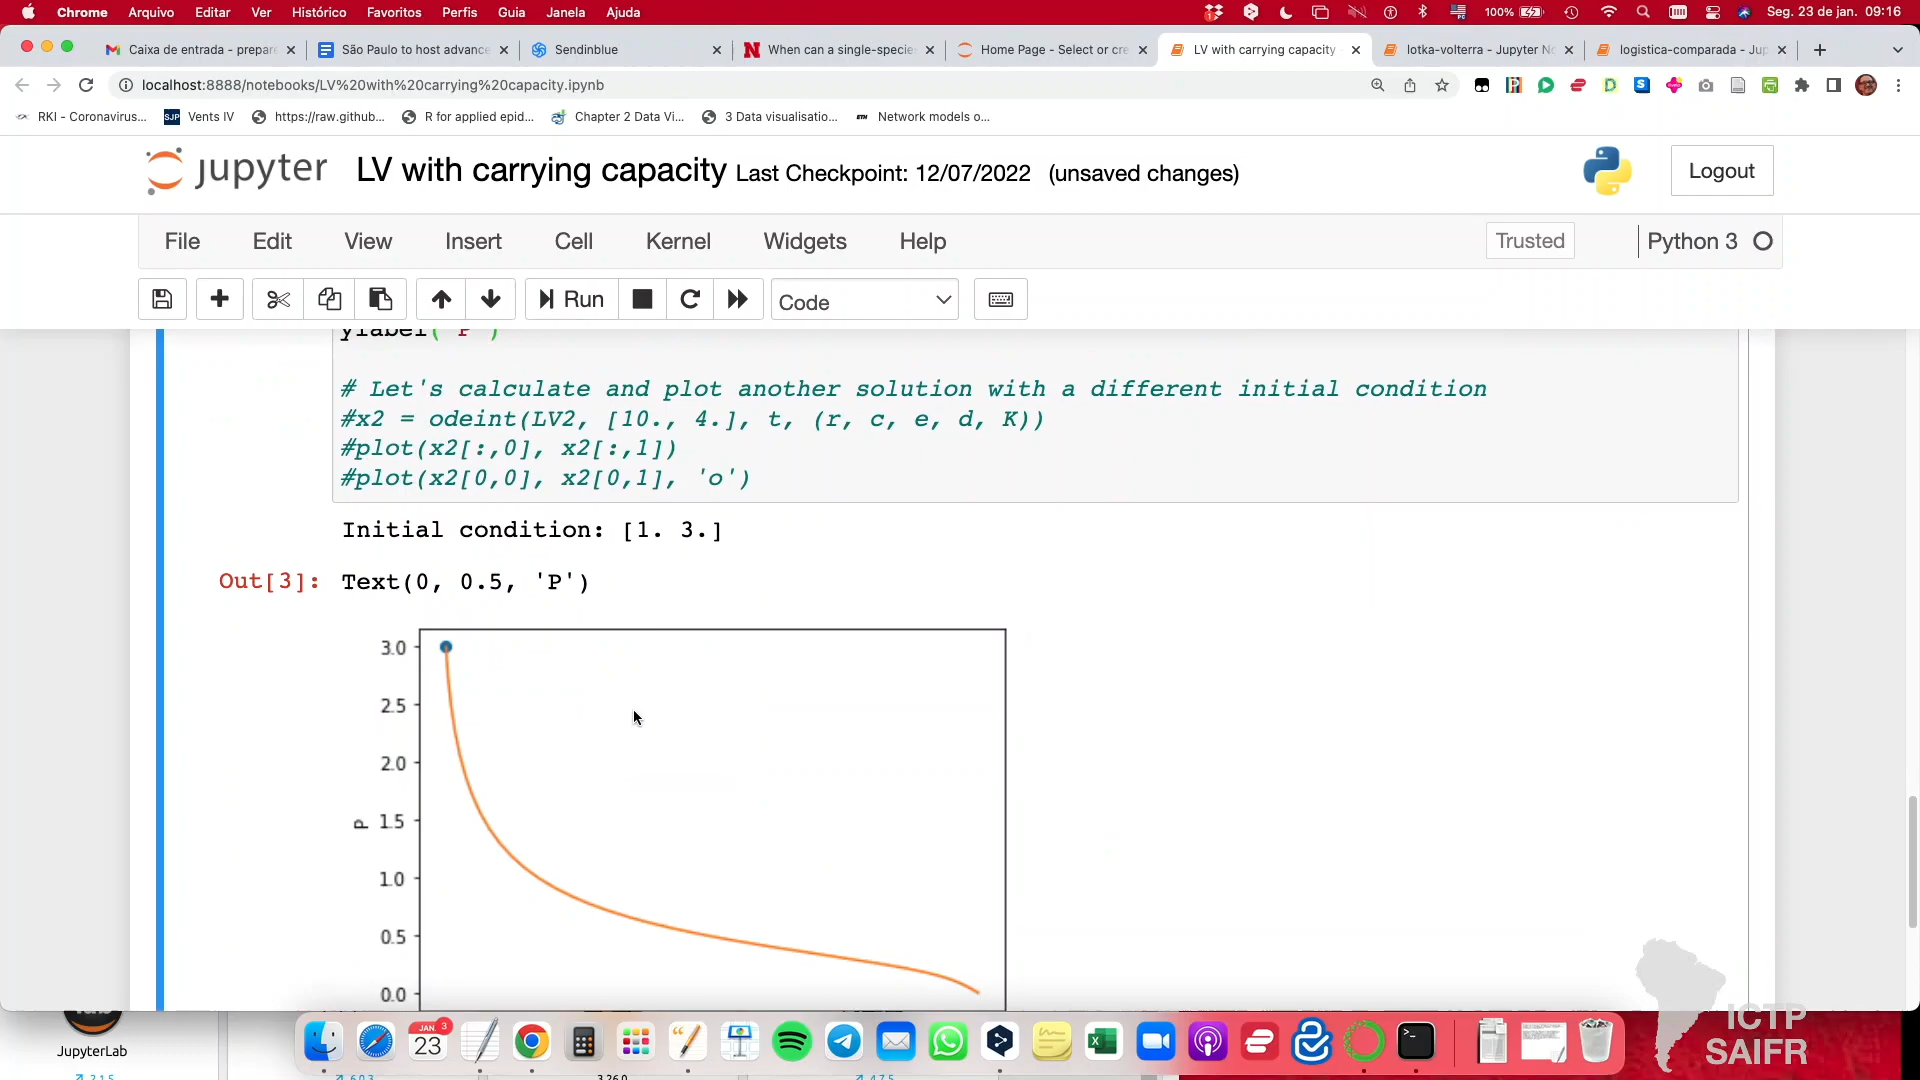 Chrome Arquivo Editar Ver Histórico Favoritos Perfis Guia Janela Ajuda 100% Seg. 23 de jan. 09:16
Caixa de entrada - prepare São Paulo to host advance Sendinblue When can a single-specie Home Page - Select or cre LV with carrying capacity lotka-volterra - Jupyter No logistica-comparada - Jup
localhost:8888/notebooks/LV%20with%20carrying%20capacity.ipynb
RKI - Coronavirus... SJP Vents IV https://raw.github... R for applied epid... Chapter 2 Data Vi... 3 Data visualisatio... ETH Network models o...
jupyter LV with carrying capacity Last Checkpoint: 12/07/2022 (unsaved changes) Logout
File Edit View Insert Cell Kernel Widgets Help Trusted Python 3
Run Code
ylabel('P')
# Let's calculate and plot another solution with a different initial condition
#x2 = odeint(LV2, [10., 4.], t, (r, c, e, d, K))
#plot(x2[:,0], x2[:,1])
#plot(x2[0,0], x2[0,1], 'o')
Initial condition: [1. 3.]
Out[3]: Text(0, 0.5, 'P')
3.0
2.5
2.0
P 1.5
1.0
0.5
0.0
JAN. 3
23
ICTP
SAIFR
JupyterLab